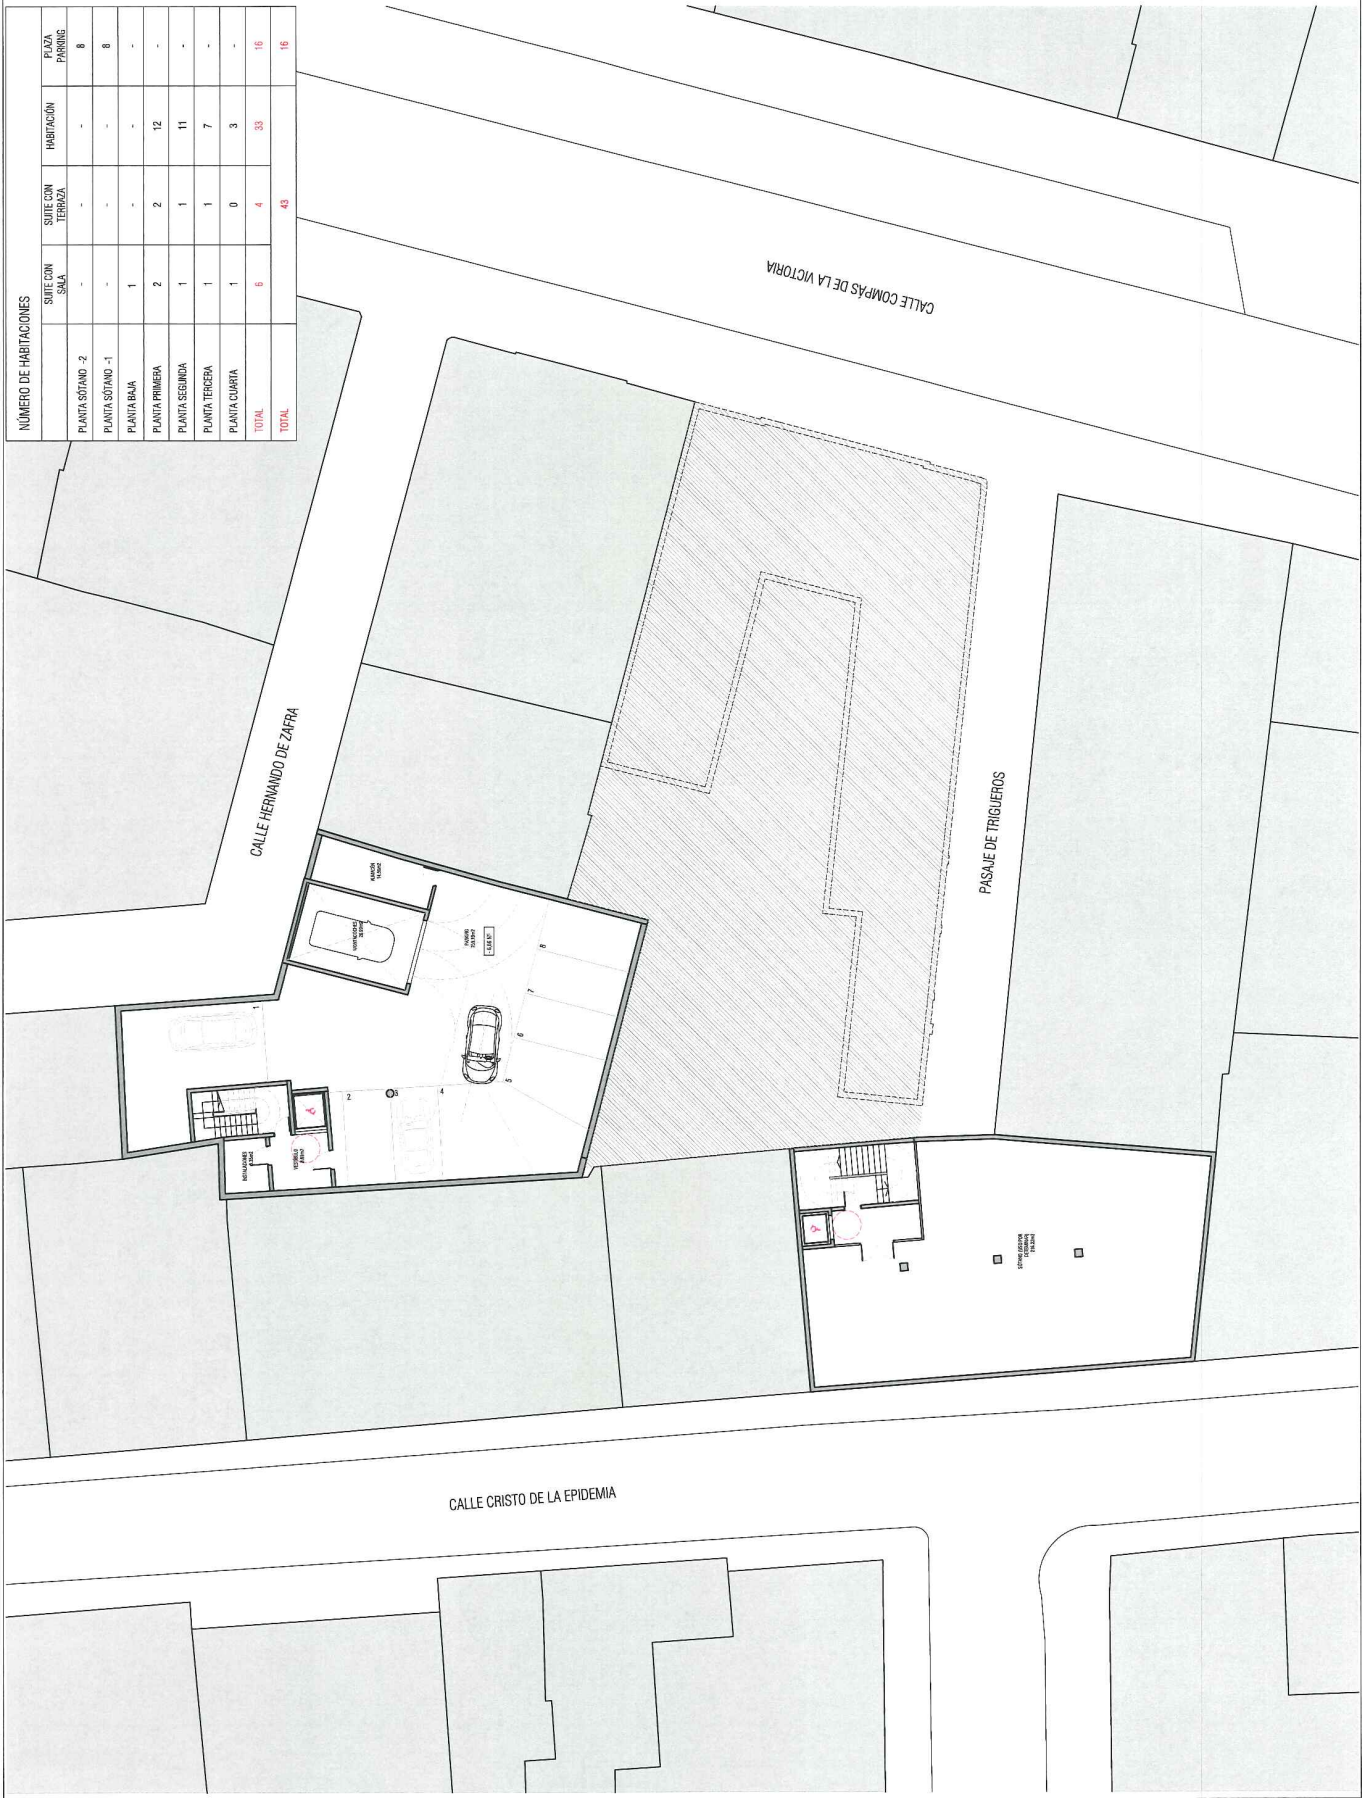 NÚMERO DE HABITACIONES
SUITE CON SALA | SUITE CON TERRAZA | HABITACIÓN | PLAZA PARKING
PLANTA SÓTANO -2 | - | - | - | 8
PLANTA SÓTANO -1 | - | - | - | 8
PLANTA BAJA | 1 | - | - | -
PLANTA PRIMERA | 2 | 2 | 12 | -
PLANTA SEGUNDA | 1 | 1 | 11 | -
PLANTA TERCERA | 1 | 1 | 7 | -
PLANTA CUARTA | 1 | 0 | 3 | -
TOTAL | 6 | 4 | 33 | 16
TOTAL | 43 | 16
CALLE COMPÁS DE LA VICTORIA
CALLE HERNANDO DE ZAFRA
PASAJE DE TRIGUEROS
CALLE CRISTO DE LA EPIDEMIA
PARKING
INSTALACIONES
VESTÍBULO
1
2
3
4
5
6
7
8